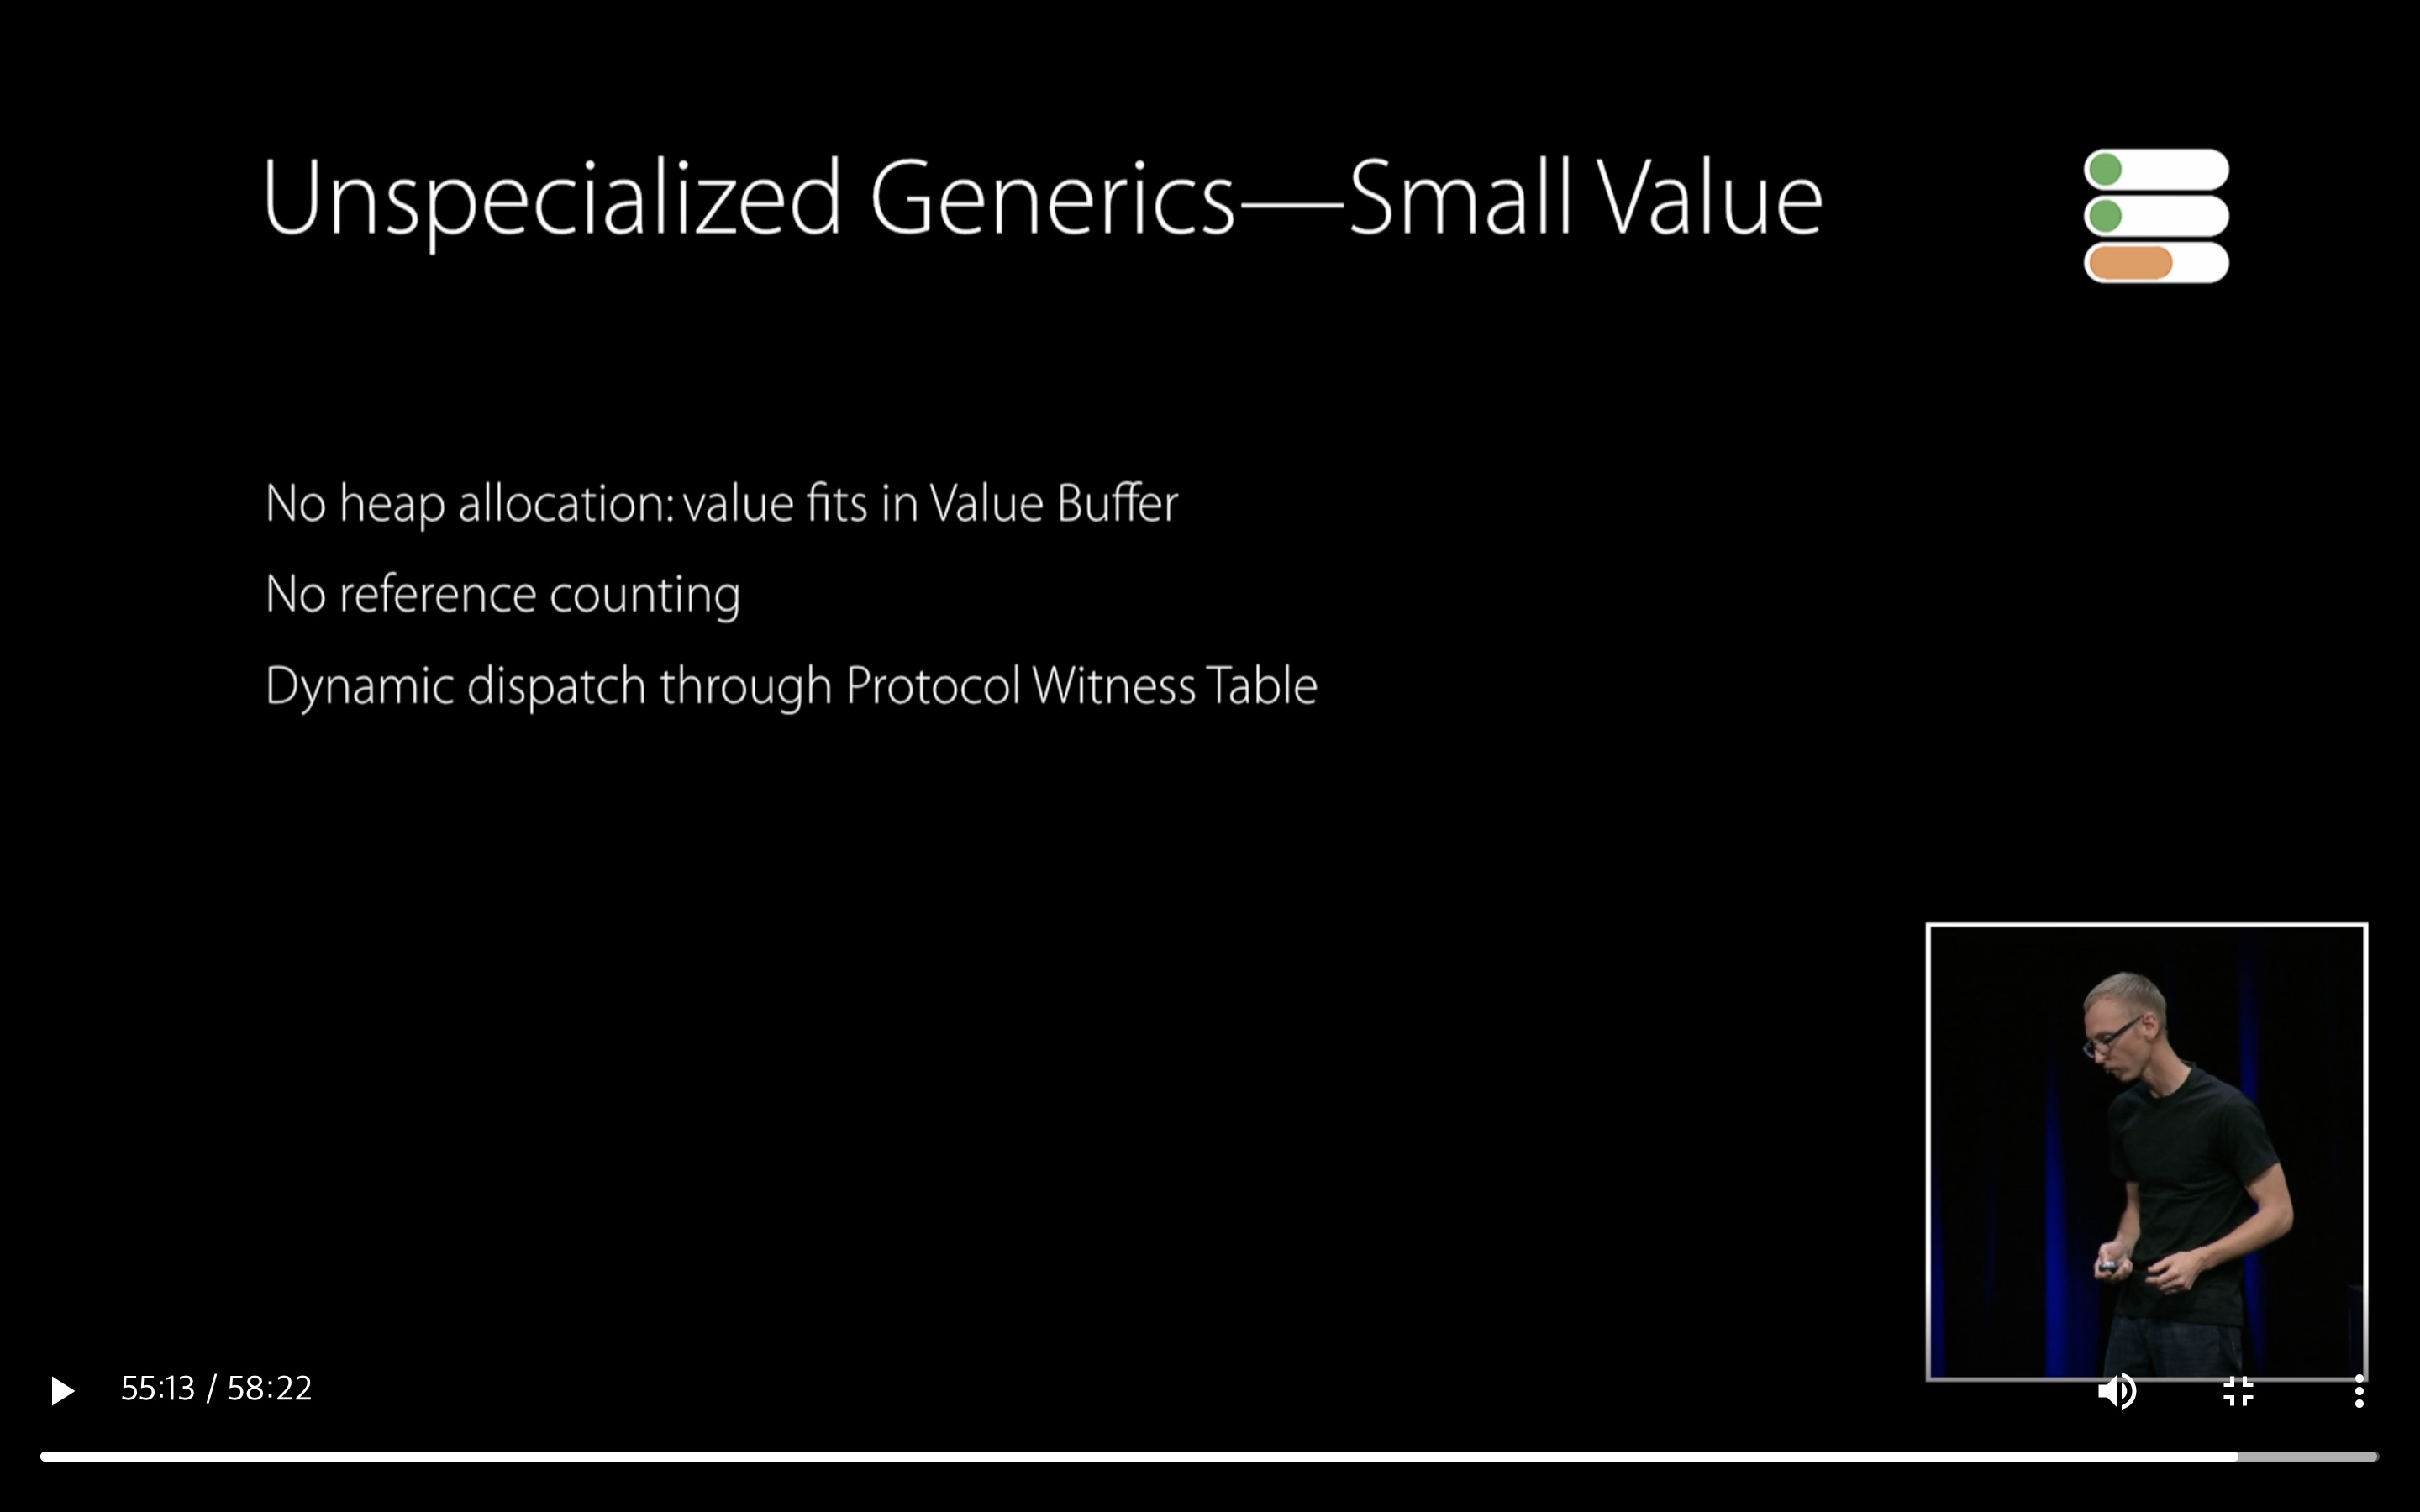 Unspecialized Generics—Small Value
No heap allocation: value fits in Value Buffer
No reference counting
Dynamic dispatch through Protocol Witness Table
55:13 / 58:22